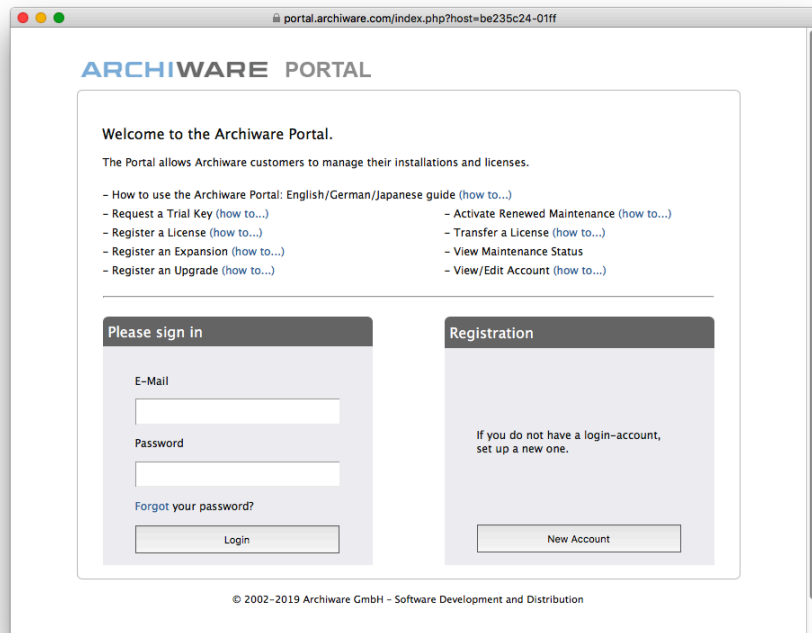 portal.archiware.com/index.php?host=be235c24-01ff
ARCHIWARE PORTAL
Welcome to the Archiware Portal.
The Portal allows Archiware customers to manage their installations and licenses.
– How to use the Archiware Portal: English/German/Japanese guide (how to...)
– Request a Trial Key (how to...)
– Register a License (how to...)
– Register an Expansion (how to...)
– Register an Upgrade (how to...)
– Activate Renewed Maintenance (how to...)
– Transfer a License (how to...)
– View Maintenance Status
– View/Edit Account (how to...)
Please sign in
E-Mail
Password
Forgot your password?
Login
Registration
If you do not have a login-account,
set up a new one.
New Account
© 2002-2019 Archiware GmbH - Software Development and Distribution